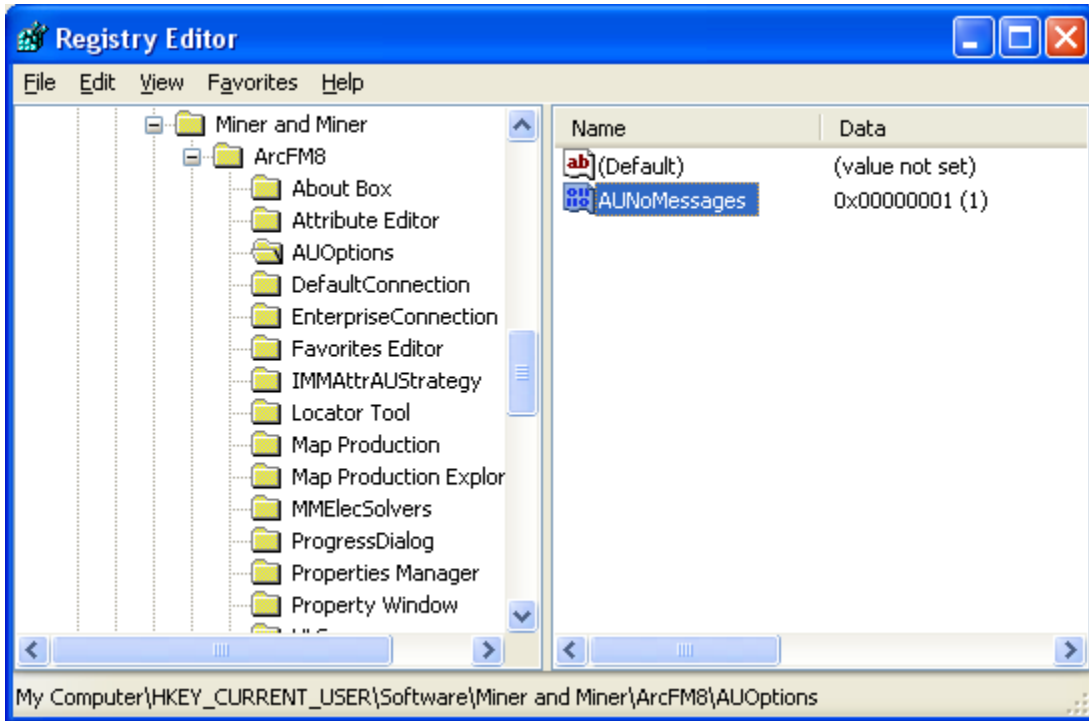 Registry Editor
File Edit View Favorites Help
Miner and Miner
ArcFM8
About Box
Attribute Editor
AUOptions
DefaultConnection
EnterpriseConnection
Favorites Editor
IMMAttrAUStrategy
Locator Tool
Map Production
Map Production Explor
MMElecSolvers
ProgressDialog
Properties Manager
Property Window
Name Data
(Default) (value not set)
AUNoMessages 0x00000001 (1)
My Computer\HKEY_CURRENT_USER\Software\Miner and Miner\ArcFM8\AUOptions